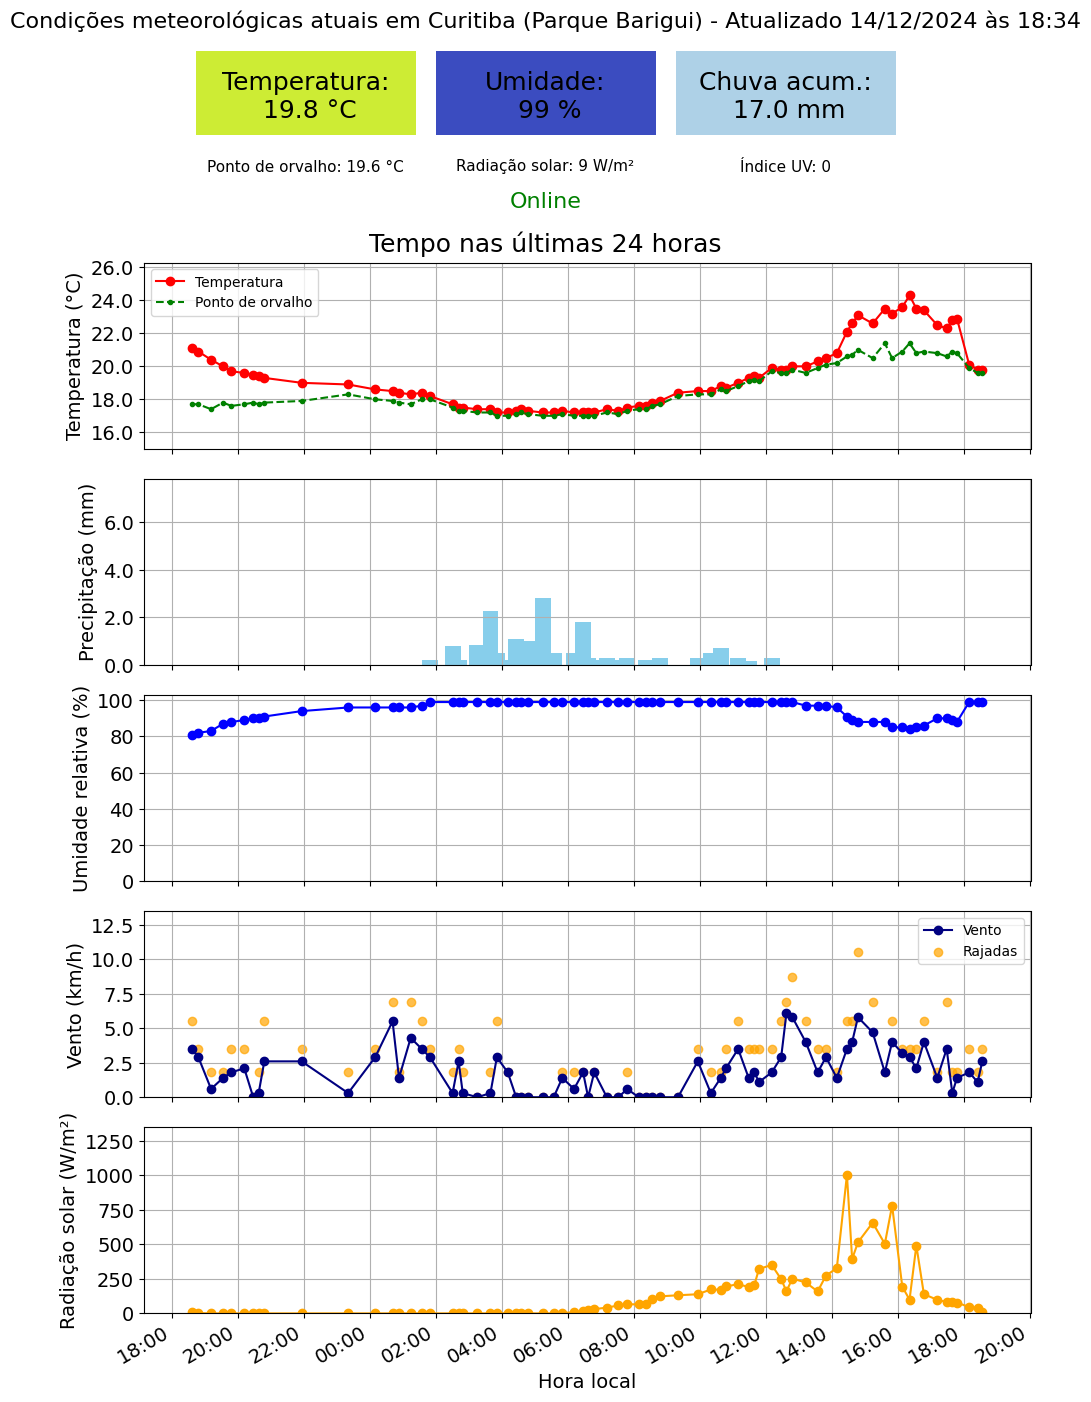 Condições meteorológicas atuais em Curitiba (Parque Barigui) - Atualizado 14/12/2024 às 18:34
Temperatura:
19.8 °C
Umidade:
99 %
Chuva acum.:
17.0 mm
Ponto de orvalho: 19.6 °C
Radiação solar: 9 W/m²
Índice UV: 0
Online
Tempo nas últimas 24 horas
Temperatura (°C)
26.0
24.0
22.0
20.0
18.0
16.0
Temperatura
Ponto de orvalho
Precipitação (mm)
6.0
4.0
2.0
0.0
Umidade relativa (%)
100
80
60
40
20
0
Vento (km/h)
12.5
10.0
7.5
5.0
2.5
0.0
Vento
Rajadas
Radiação solar (W/m²)
1250
1000
750
500
250
0
18:00
20:00
22:00
00:00
02:00
04:00
06:00
08:00
10:00
12:00
14:00
16:00
18:00
20:00
Hora local